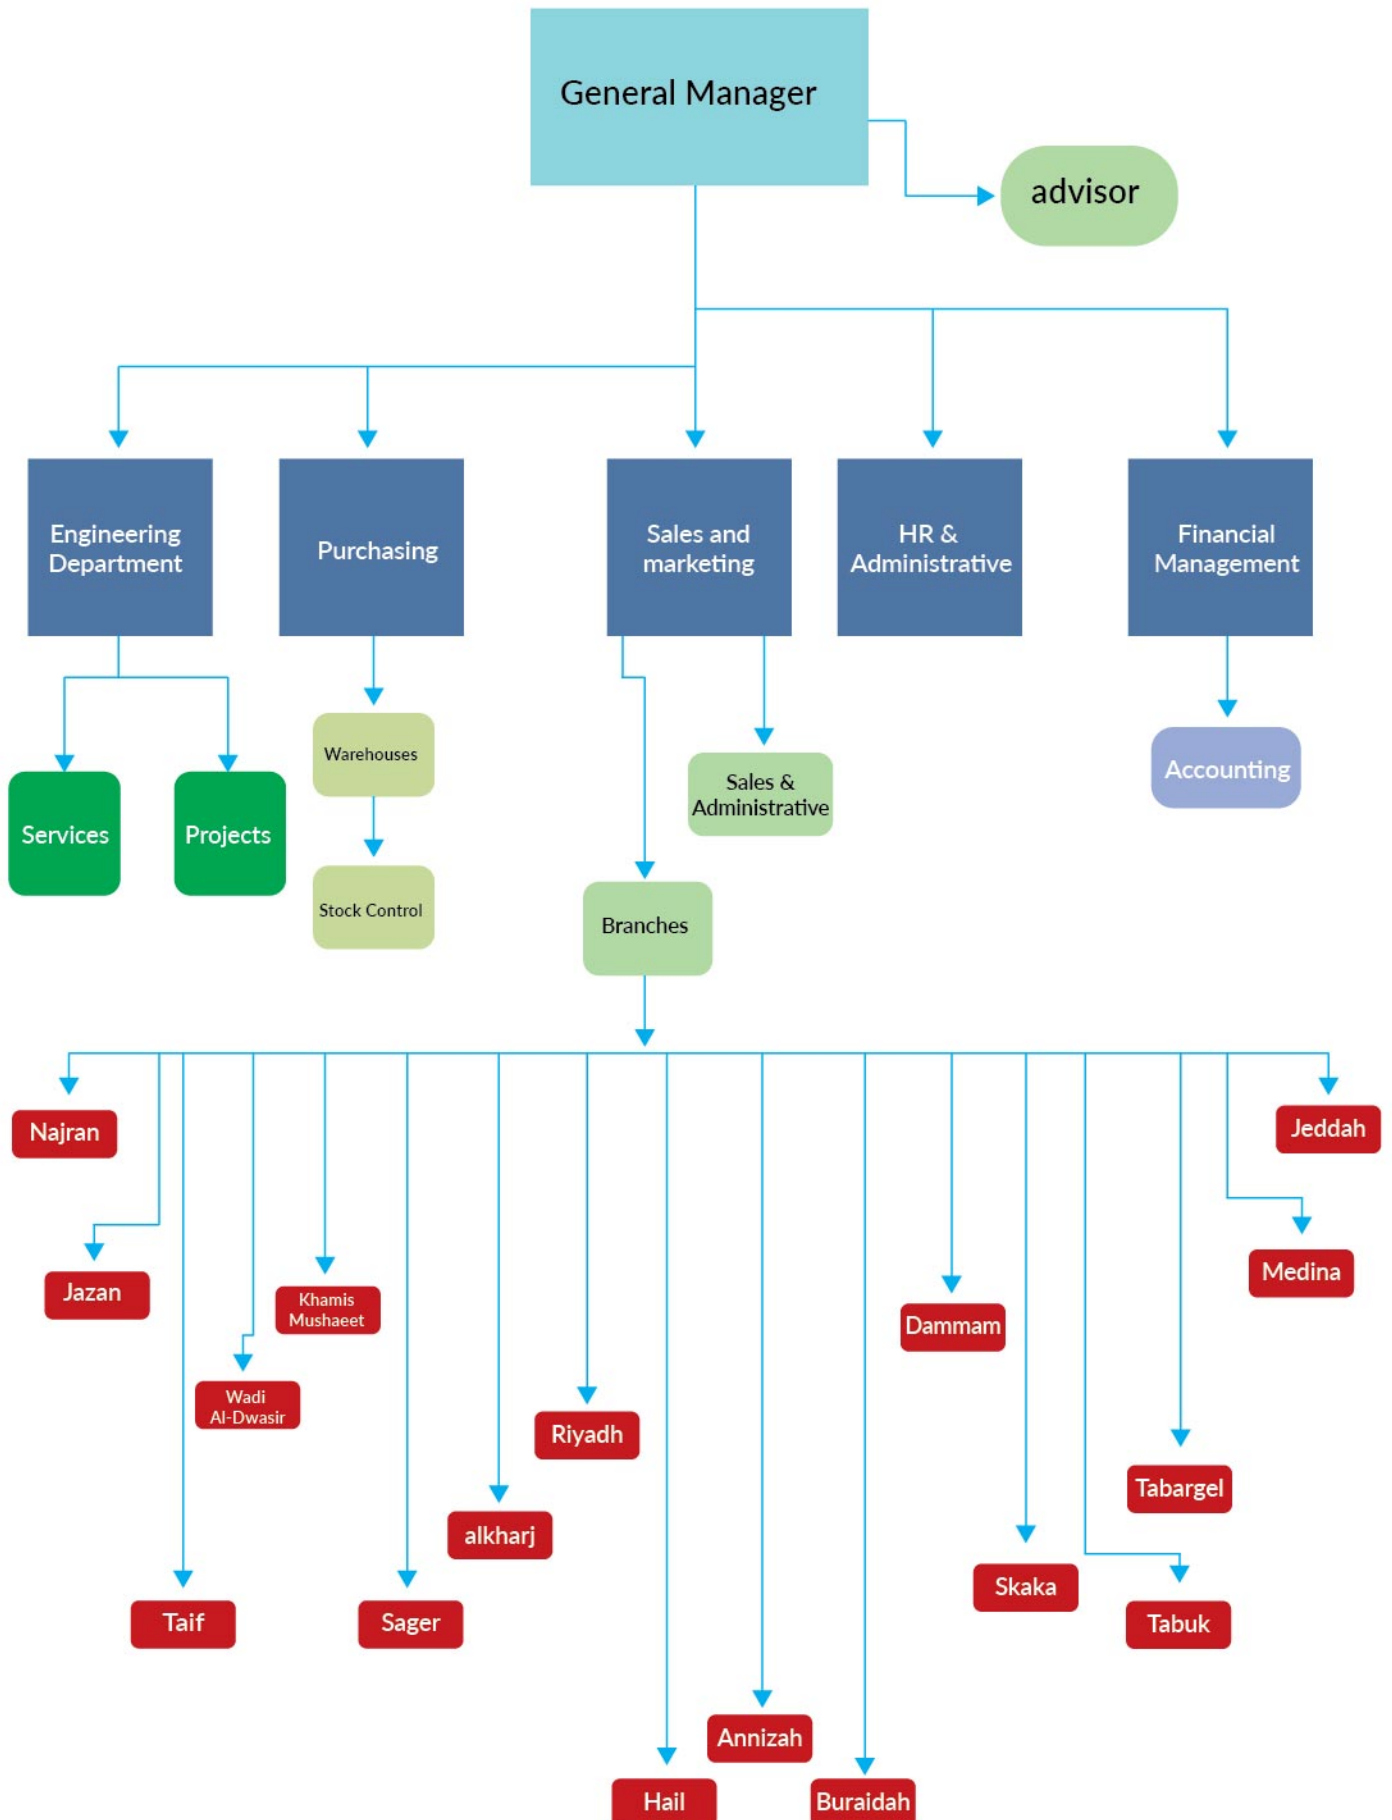 General Manager
advisor
Engineering
Department
Purchasing
Sales and
marketing
HR &
Administrative
Financial
Management
Services
Projects
Warehouses
Stock Control
Sales &
Administrative
Branches
Accounting
Najran
Jeddah
Jazan
Khamis
Mushaeet
Medina
Dammam
Wadi
Al-Dwasir
Riyadh
Tabargel
alkharj
Skaka
Taif
Sager
Tabuk
Annizah
Hail
Buraidah